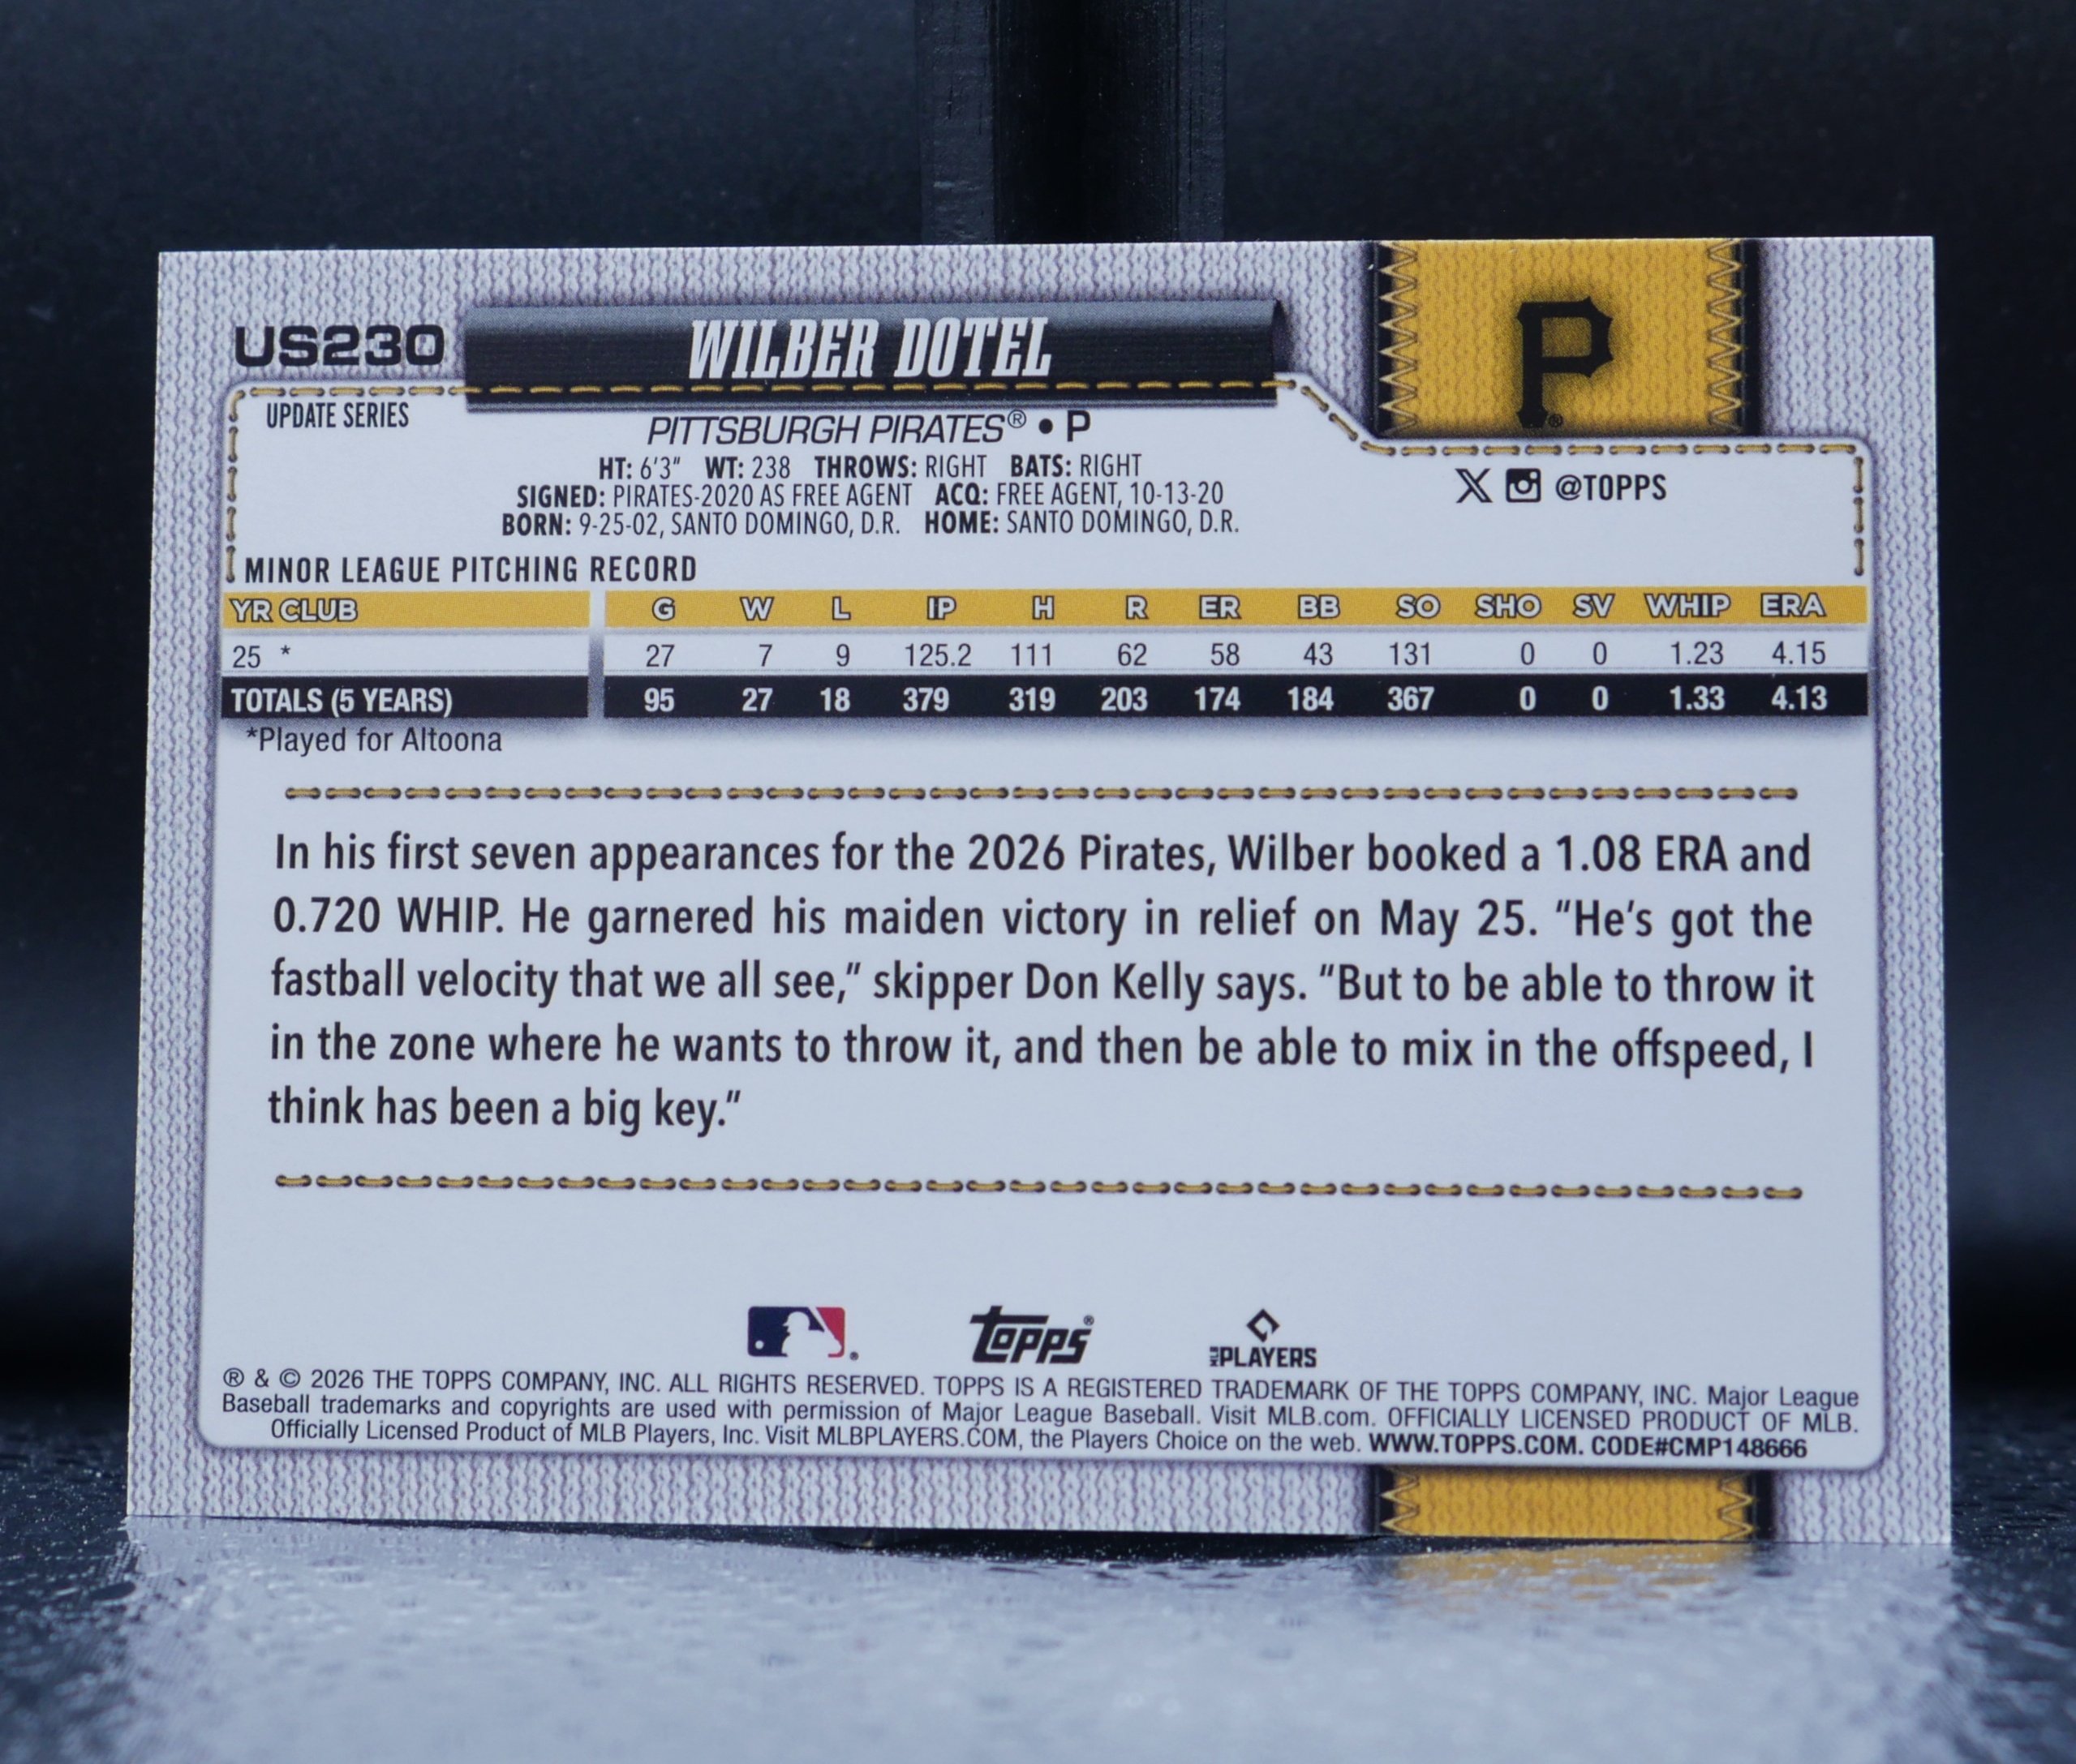 US230
WILBER DOTEL
P
UPDATE SERIES
PITTSBURGH PIRATES® • P
HT: 6'3" WT: 238 THROWS: RIGHT BATS: RIGHT
SIGNED: PIRATES-2020 AS FREE AGENT ACQ: FREE AGENT, 10-13-20
BORN: 9-25-02, SANTO DOMINGO, D.R. HOME: SANTO DOMINGO, D.R.
X @TOPPS
MINOR LEAGUE PITCHING RECORD
YR CLUB G W L IP H R ER BB SO SHO SV WHIP ERA
25 * 27 7 9 125.2 111 62 58 43 131 0 0 1.23 4.15
TOTALS (5 YEARS) 95 27 18 379 319 203 174 184 367 0 0 1.33 4.13
*Played for Altoona
In his first seven appearances for the 2026 Pirates, Wilber booked a 1.08 ERA and
0.720 WHIP. He garnered his maiden victory in relief on May 25. “He’s got the
fastball velocity that we all see,” skipper Don Kelly says. “But to be able to throw it
in the zone where he wants to throw it, and then be able to mix in the offspeed, I
think has been a big key.”
topps®
MLB PLAYERS
® & © 2026 THE TOPPS COMPANY, INC. ALL RIGHTS RESERVED. TOPPS IS A REGISTERED TRADEMARK OF THE TOPPS COMPANY, INC. Major League
Baseball trademarks and copyrights are used with permission of Major League Baseball. Visit MLB.com. OFFICIALLY LICENSED PRODUCT OF MLB.
Officially Licensed Product of MLB Players, Inc. Visit MLBPLAYERS.COM, the Players Choice on the web. WWW.TOPPS.COM. CODE#CMP148666